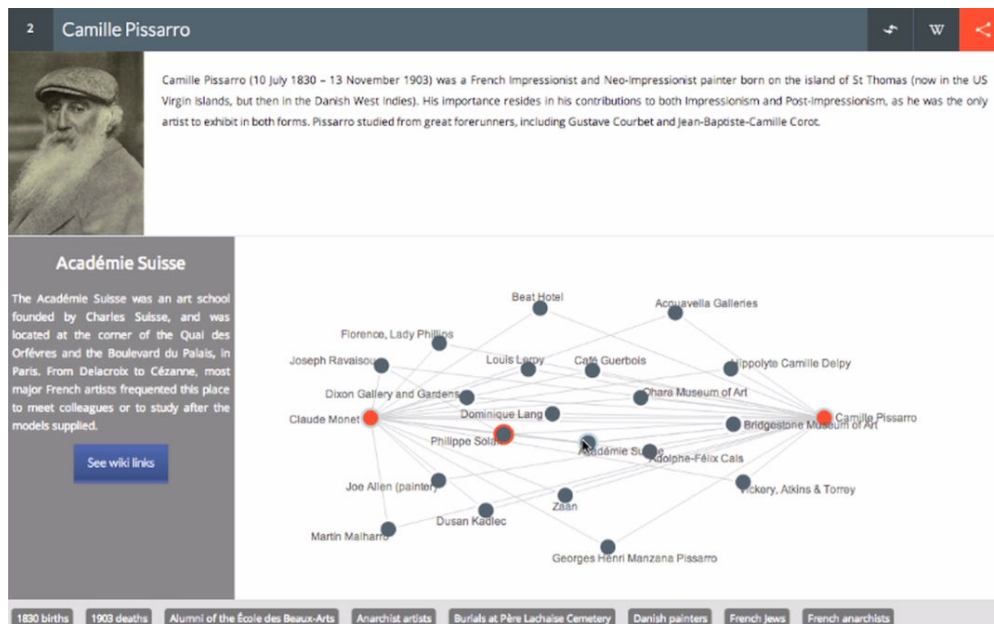 2 Camille Pissarro W
Camille Pissarro (10 July 1830 – 13 November 1903) was a French Impressionist and Neo-Impressionist painter born on the island of St Thomas (now in the US
Virgin Islands, but then in the Danish West Indies). His importance resides in his contributions to both Impressionism and Post-Impressionism, as he was the only
artist to exhibit in both forms. Pissarro studied from great forerunners, including Gustave Courbet and Jean-Baptiste-Camille Corot.
Académie Suisse
The Académie Suisse was an art school
founded by Charles Suisse, and was
located at the corner of the Quai des
Orfévres and the Boulevard du Palais, in
Paris. From Delacroix to Cézanne, most
major French artists frequented this place
to meet colleagues or to study after the
models supplied.
See wiki links
Beat Hotel
Acquavella Galleries
Florence, Lady Phillips
Joseph Ravaisou
Louis Leroy
Café Guerbois
Hippolyte Camille Delpy
Dixon Gallery and Gardens
Ohara Museum of Art
Claude Monet
Dominique Lang
Camille Pissarro
Bridgestone Museum of Art
Philippe
Académie Suisse
Adolphe-Félix Cals
Joe Allen (painter)
Vickery, Atkins & Torrey
Zaan
Dusan Kadlec
Martin Malharro
Georges Henri Manzana Pissarro
1830 births
1903 deaths
Alumni of the École des Beaux-Arts
Anarchist artists
Burials at Père Lachaise Cemetery
Danish painters
French Jews
French anarchists